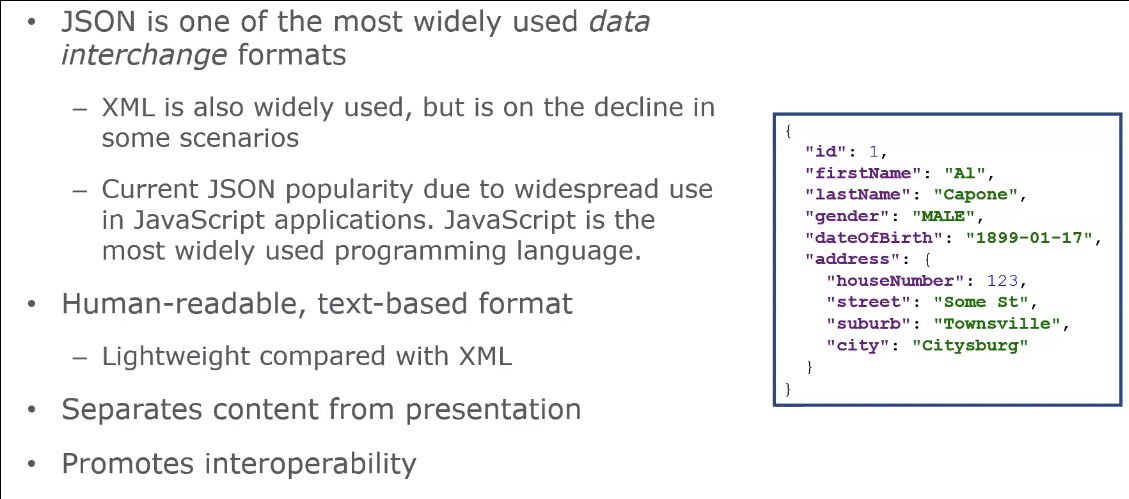 • JSON is one of the most widely used data
interchange formats
– XML is also widely used, but is on the decline in
some scenarios
– Current JSON popularity due to widespread use
in JavaScript applications. JavaScript is the
most widely used programming language.
• Human-readable, text-based format
– Lightweight compared with XML
• Separates content from presentation
• Promotes interoperability
{
"id": 1,
"firstName": "Al",
"lastName": "Capone",
"gender": "MALE",
"dateOfBirth": "1899-01-17",
"address": {
"houseNumber": 123,
"street": "Some St",
"suburb": "Townsville",
"city": "Citysburg"
}
}